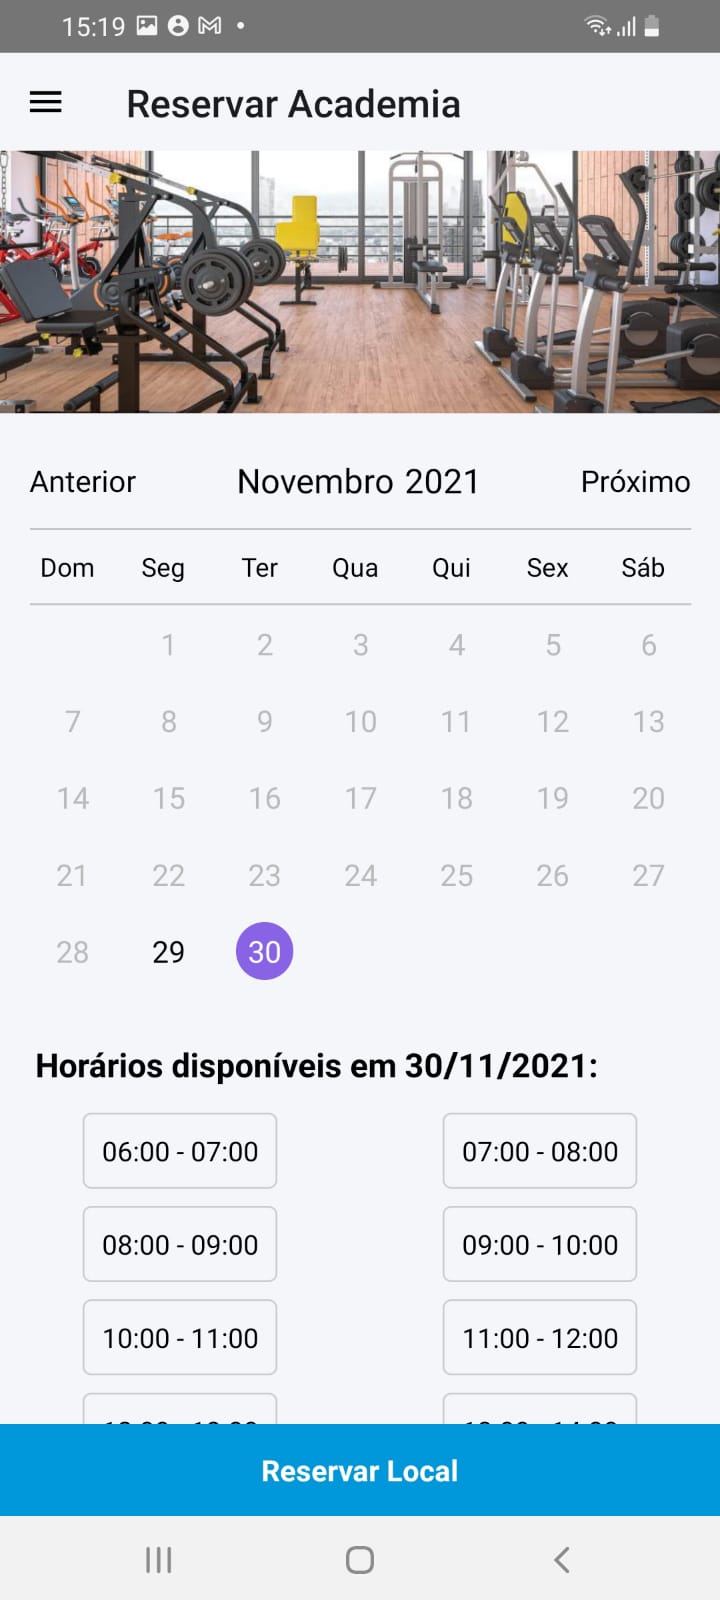 15:19
Reservar Academia
Anterior Novembro 2021 Próximo
Dom Seg Ter Qua Qui Sex Sáb
1 2 3 4 5 6
7 8 9 10 11 12 13
14 15 16 17 18 19 20
21 22 23 24 25 26 27
28 29 30
Horários disponíveis em 30/11/2021:
06:00 - 07:00 07:00 - 08:00
08:00 - 09:00 09:00 - 10:00
10:00 - 11:00 11:00 - 12:00
Reservar Local